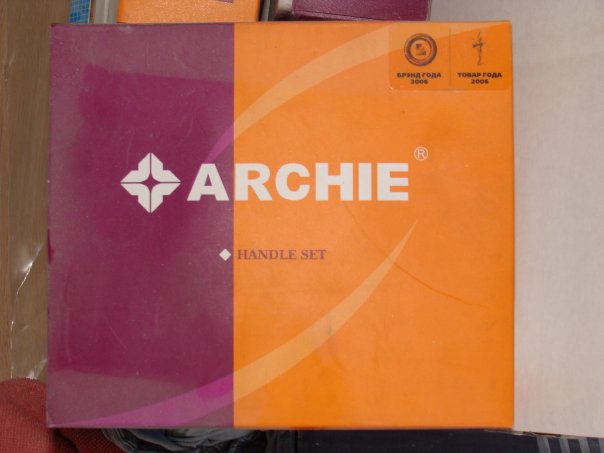 БРЭНД ГОДА
2006
ТОВАР ГОДА
2006
ARCHIE®
HANDLE SET